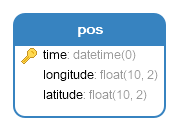 pos
time: datetime(0)
longitude: float(10, 2)
latitude: float(10, 2)